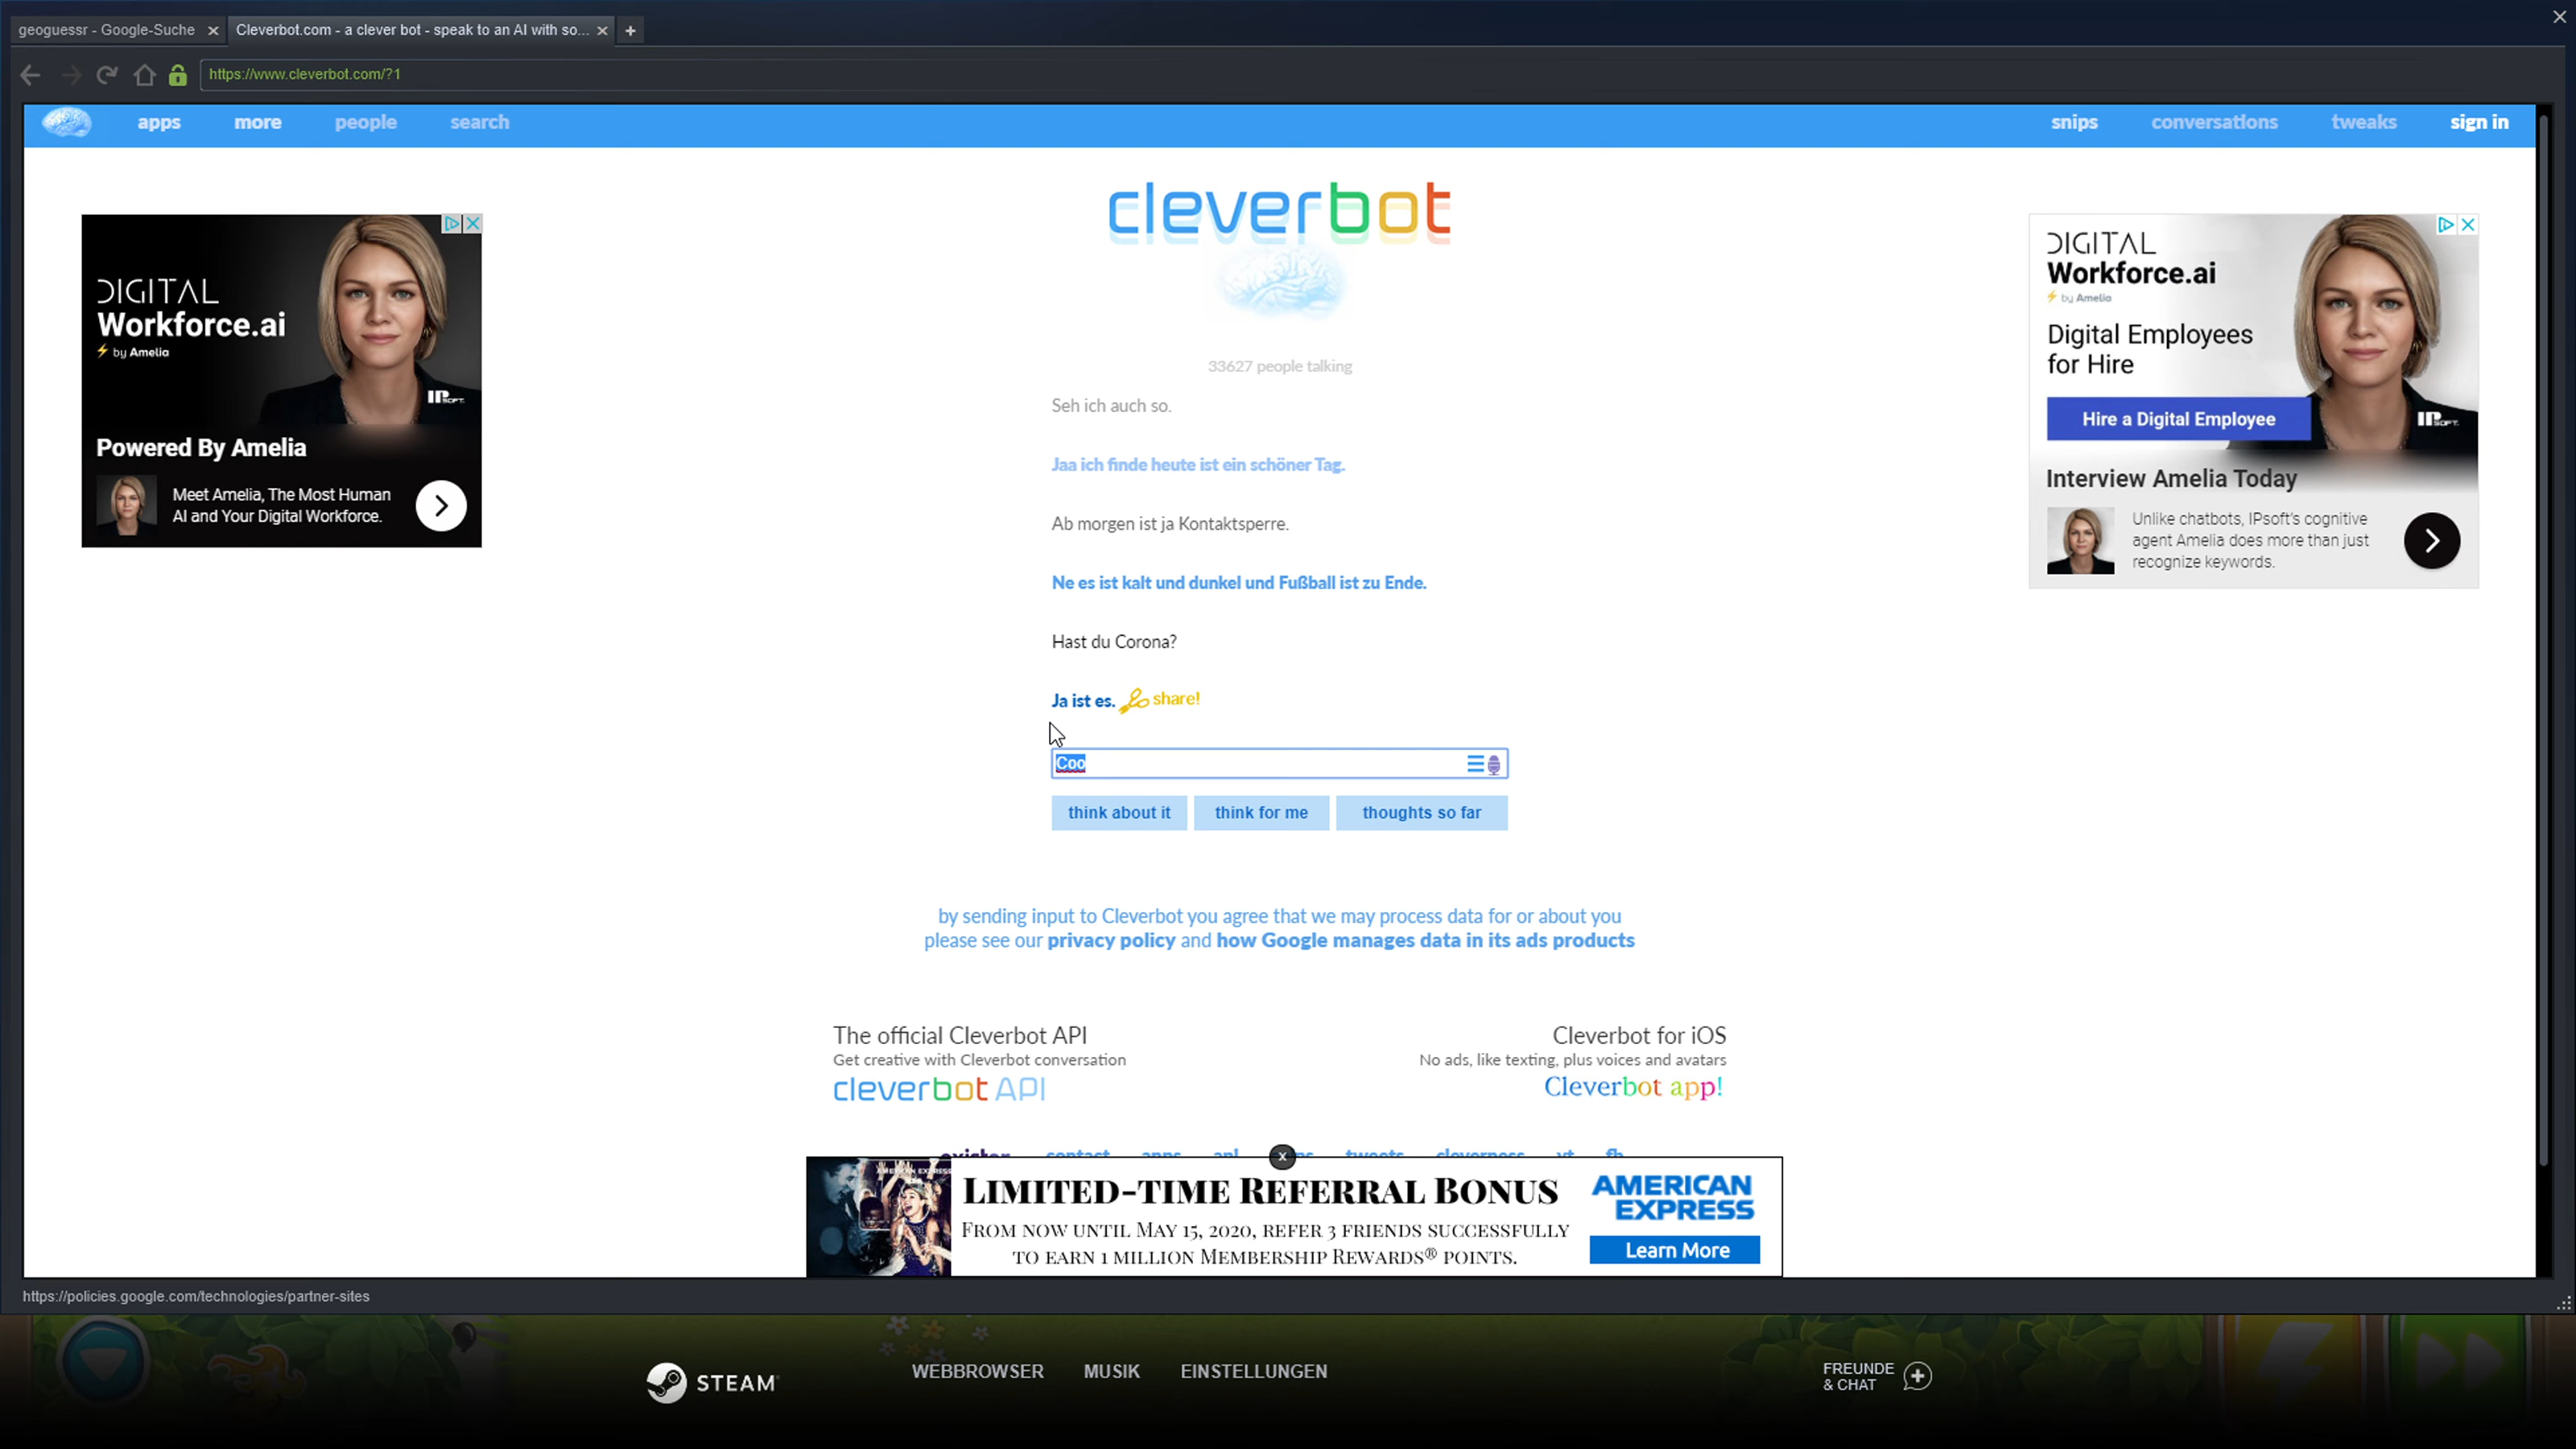 geoguessr - Google-Suche
Cleverbot.com - a clever bot - speak to an AI with so...
https://www.cleverbot.com/?1
apps more people search
snips conversations tweaks sign in
cleverbot
DIGITAL
Workforce.ai
by Amelia
IPSOFT.
Powered By Amelia
Meet Amelia, The Most Human
AI and Your Digital Workforce.
DIGITAL
Workforce.ai
by Amelia
Digital Employees
for Hire
Hire a Digital Employee
IPSOFT.
Interview Amelia Today
Unlike chatbots, IPsoft's cognitive
agent Amelia does more than just
recognize keywords.
33627 people talking
Seh ich auch so.
Jaa ich finde heute ist ein schöner Tag.
Ab morgen ist ja Kontaktsperre.
Ne es ist kalt und dunkel und Fußball ist zu Ende.
Hast du Corona?
Ja ist es. share!
Coo
think about it think for me thoughts so far
by sending input to Cleverbot you agree that we may process data for or about you
please see our privacy policy and how Google manages data in its ads products
The official Cleverbot API
Get creative with Cleverbot conversation
cleverbot API
Cleverbot for iOS
No ads, like texting, plus voices and avatars
Cleverbot app!
existor contact apps api tweets cleverness yt fb
LIMITED-TIME REFERRAL BONUS
FROM NOW UNTIL MAY 15, 2020, REFER 3 FRIENDS SUCCESSFULLY
TO EARN 1 MILLION MEMBERSHIP REWARDS® POINTS.
AMERICAN
EXPRESS
Learn More
https://policies.google.com/technologies/partner-sites
STEAM
WEBBROWSER MUSIK EINSTELLUNGEN
FREUNDE
& CHAT